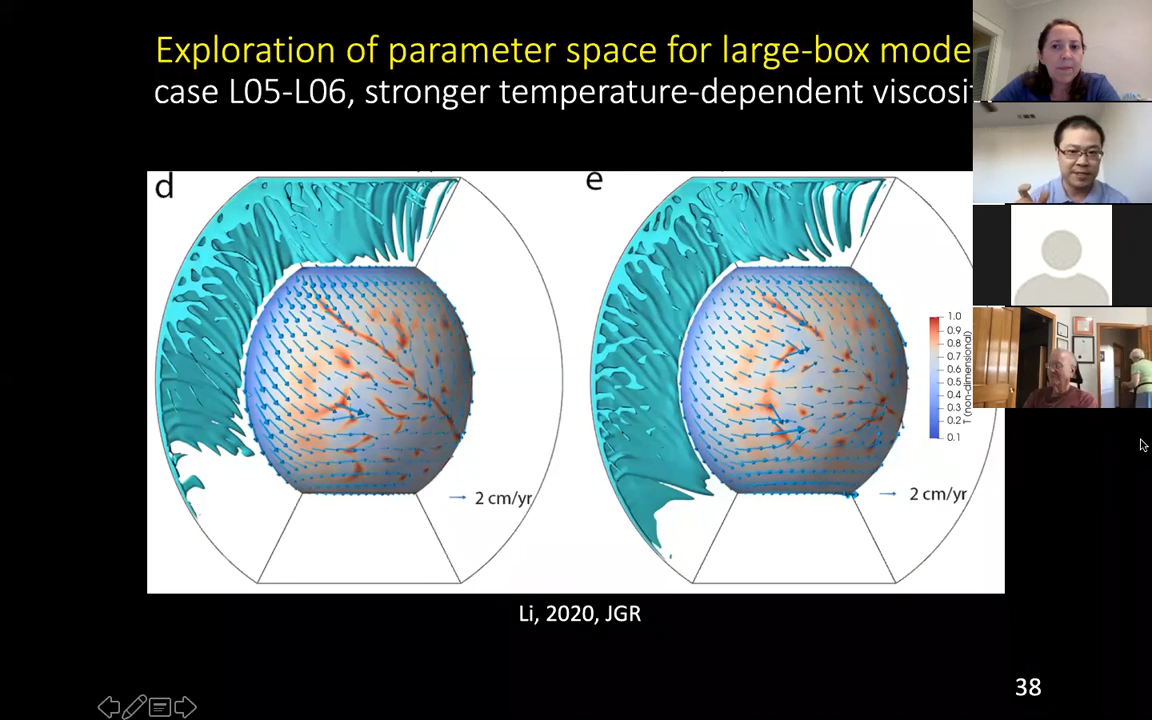 Exploration of parameter space for large-box mode
case L05-L06, stronger temperature-dependent viscosi
d
e
1.0
0.9
0.8
0.7
0.6
0.5
0.4
0.3
0.2
0.1
T (non-dimensional)
2 cm/yr
2 cm/yr
Li, 2020, JGR
38